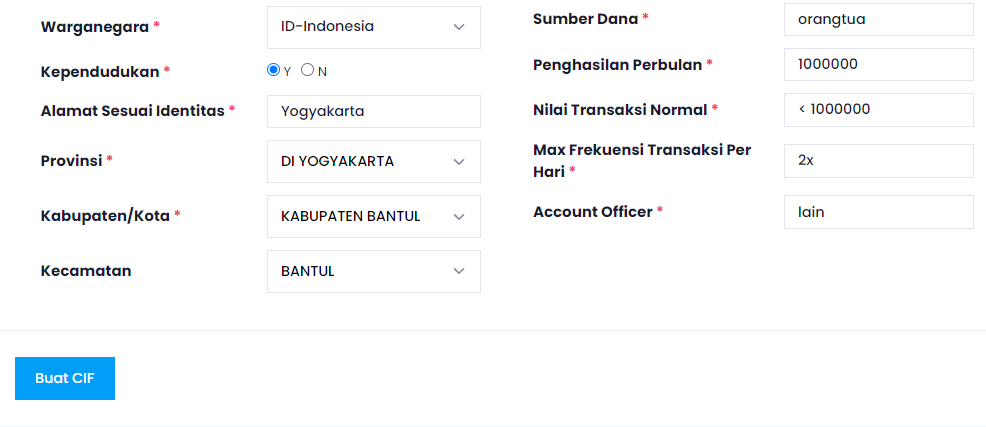 Warganegara *
ID-Indonesia
Kependudukan *
Y N
Alamat Sesuai Identitas *
Yogyakarta
Provinsi *
DI YOGYAKARTA
Kabupaten/Kota *
KABUPATEN BANTUL
Kecamatan
BANTUL
Sumber Dana *
orangtua
Penghasilan Perbulan *
1000000
Nilai Transaksi Normal *
< 1000000
Max Frekuensi Transaksi Per
Hari *
2x
Account Officer *
lain
Buat CIF